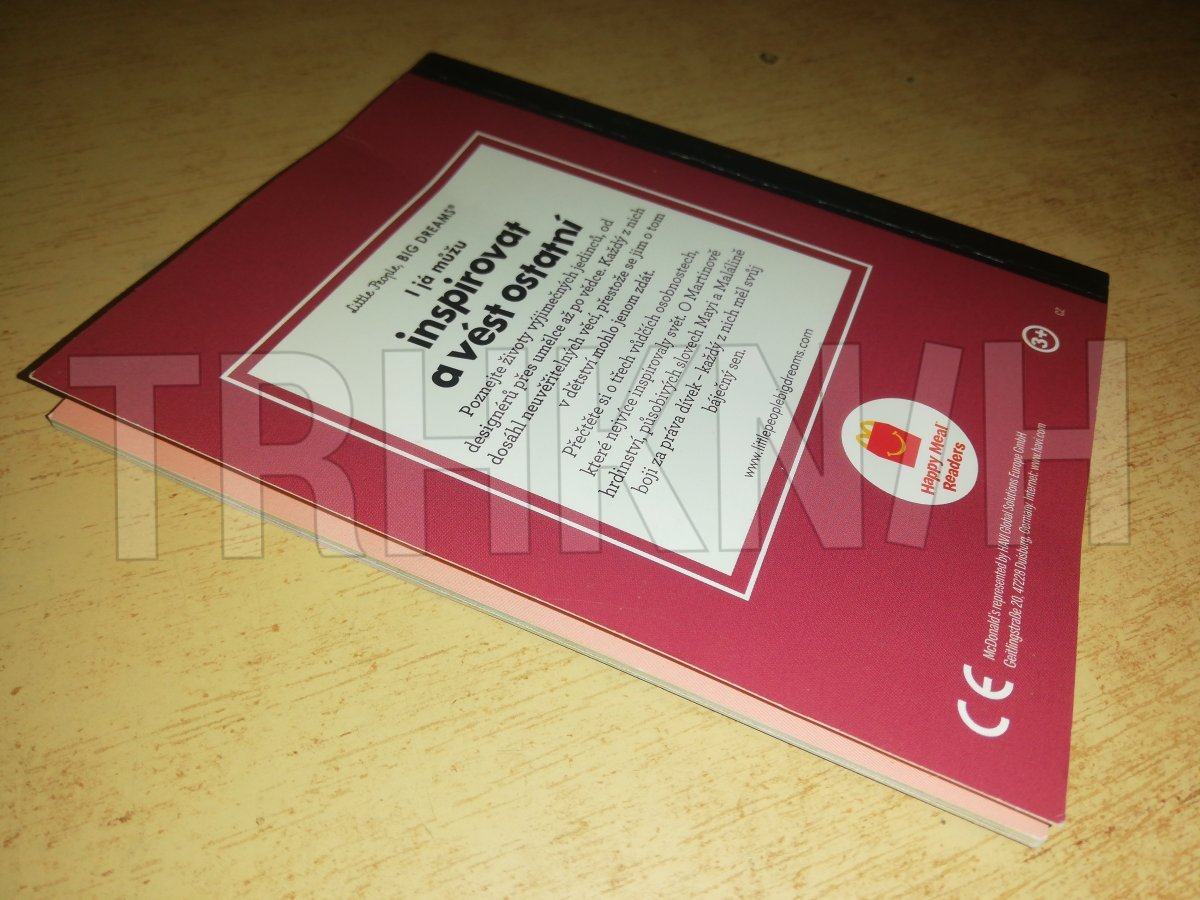 Little People, BIG DREAMS®
I já můžu
inspirovat
a vést ostatní
Poznejte životy výjimečných jedinců, od
designérů přes umělce až po vědce. Každý z nich
dosáhl neuvěřitelných věcí, přestože se jim o tom
v dětství mohlo jenom zdát.
Přečtěte si o třech vůdčích osobnostech,
které nejvíce inspirovaly svět. O Martinově
hrdinství, působivých slovech Mayi a Malálině
boji za práva dívek – každý z nich měl svůj
báječný sen.
www.littlepeoplebigdreams.com
Happy Meal
Readers
3+
CZ
CE
McDonald's represented by HAVI Global Solutions Europe GmbH
Geitlingstraße 20, 47228 Duisburg, Germany. Internet: www.havi.com
TRHKNIH